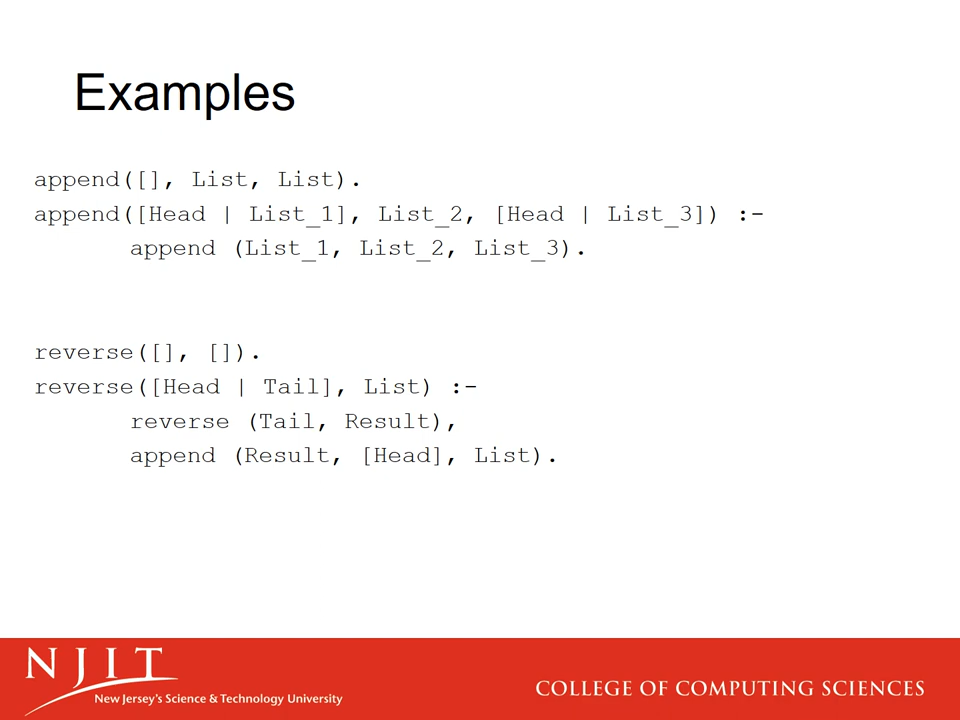 Examples
append([], List, List).
append([Head | List_1], List_2, [Head | List_3]) :-
append (List_1, List_2, List_3).
reverse([], []).
reverse([Head | Tail], List) :-
reverse (Tail, Result),
append (Result, [Head], List).
NJIT
New Jersey's Science & Technology University
COLLEGE OF COMPUTING SCIENCES